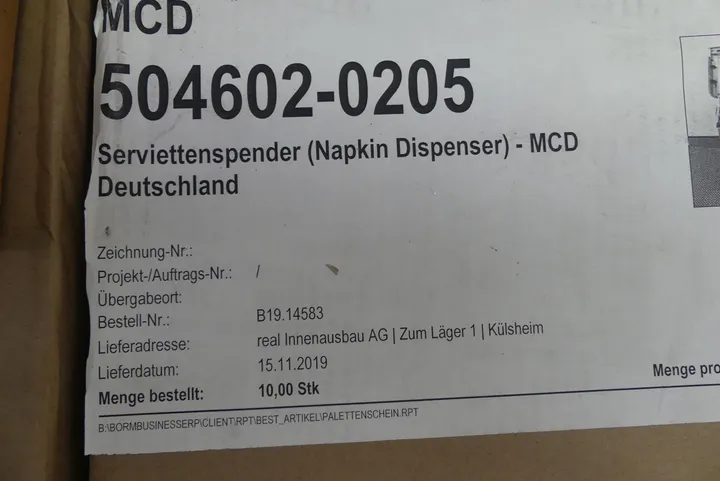 MCD
504602-0205
Serviettenspender (Napkin Dispenser) - MCD
Deutschland
Zeichnung-Nr.:
Projekt-/Auftrags-Nr.: /
Übergabeort:
Bestell-Nr.: B19.14583
Lieferadresse: real Innenausbau AG | Zum Läger 1 | Külsheim
Lieferdatum: 15.11.2019
Menge bestellt: 10,00 Stk
Menge pro
B:\BORMBUSINESSERP\CLIENT\RPT\BEST_ARTIKEL\PALETTENSCHEIN.RPT